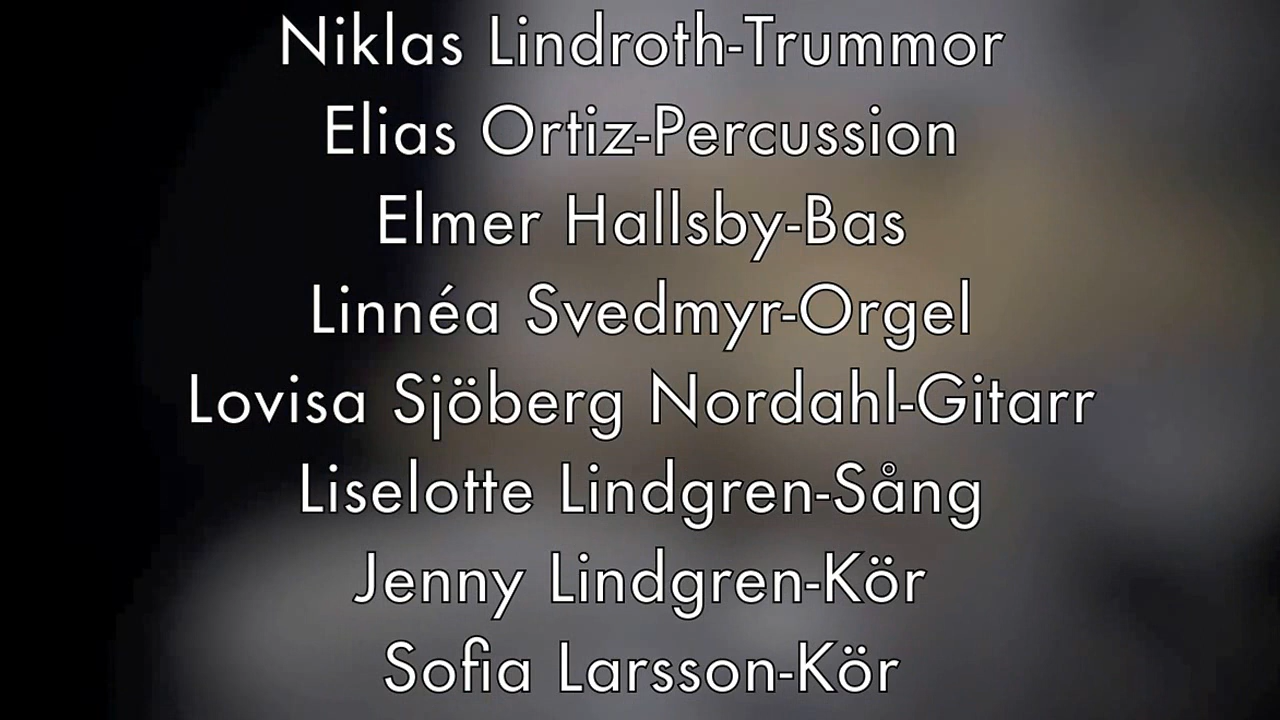 Niklas Lindroth-Trummor
Elias Ortiz-Percussion
Elmer Hallsby-Bas
Linnéa Svedmyr-Orgel
Lovisa Sjöberg Nordahl-Gitarr
Liselotte Lindgren-Sång
Jenny Lindgren-Kör
Sofia Larsson-Kör